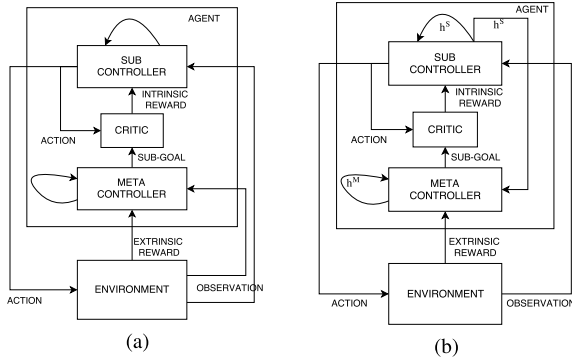 AGENT
SUB
CONTROLLER
INTRINSIC
REWARD
CRITIC
ACTION
SUB-GOAL
META
CONTROLLER
EXTRINSIC
REWARD
ENVIRONMENT
ACTION
OBSERVATION
(a)
AGENT
h^S
h^S
SUB
CONTROLLER
INTRINSIC
REWARD
CRITIC
ACTION
SUB-GOAL
h^M
META
CONTROLLER
EXTRINSIC
REWARD
ENVIRONMENT
ACTION
OBSERVATION
(b)